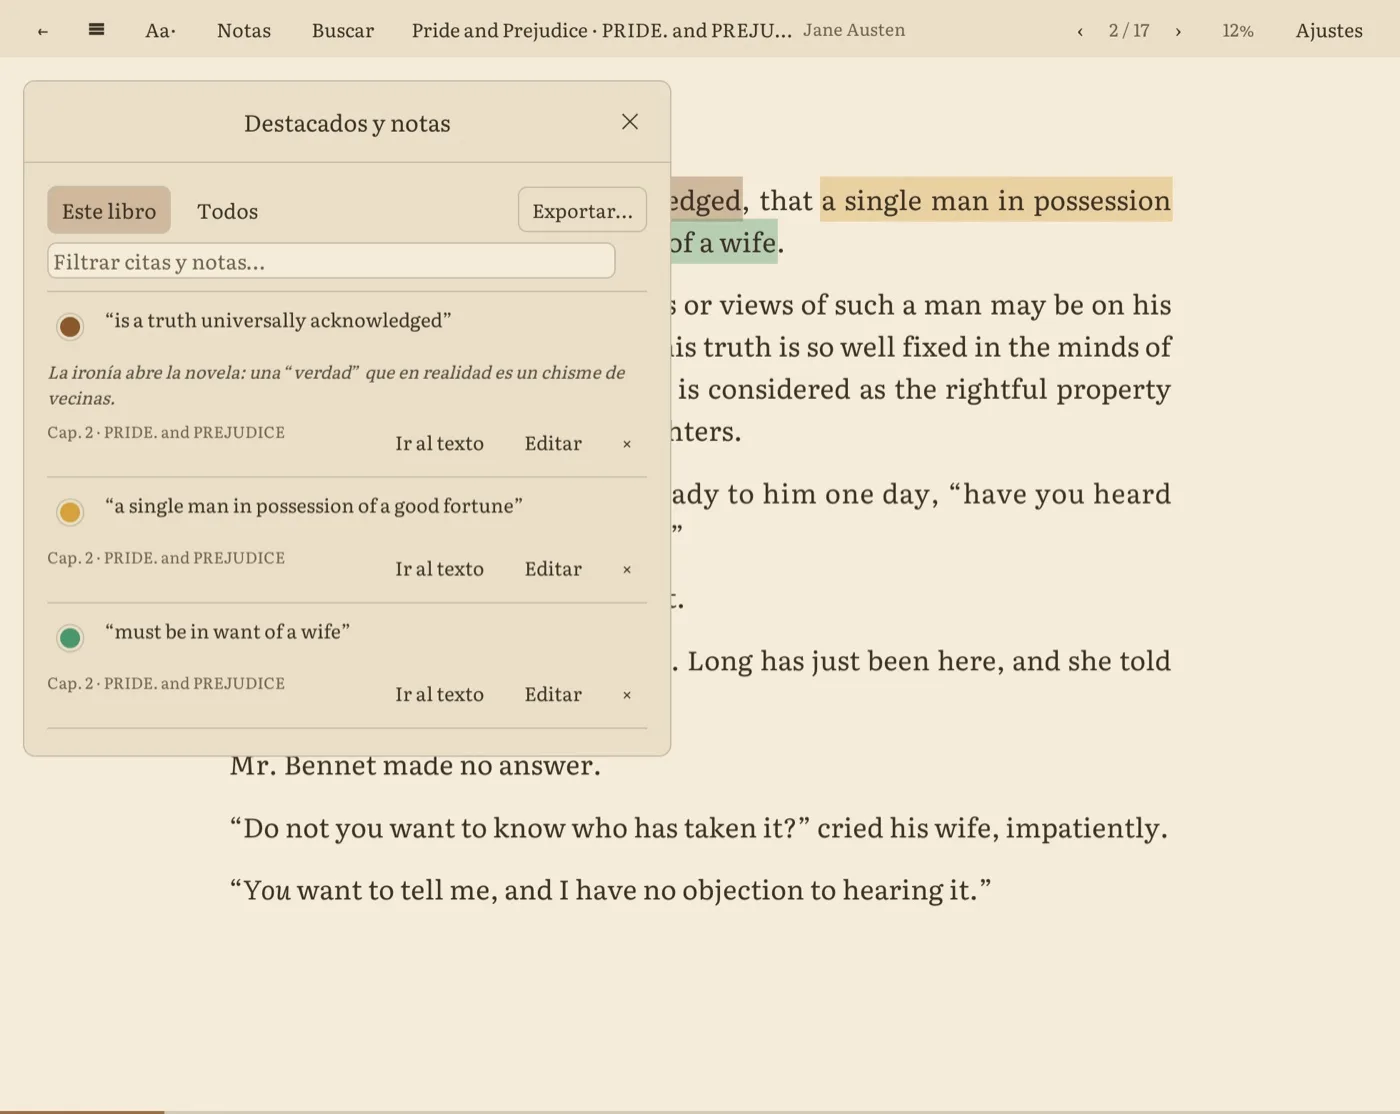 ← ≡ Aa· Notas Buscar Pride and Prejudice · PRIDE. and PREJU... Jane Austen ‹ 2 / 17 › 12% Ajustes
Destacados y notas ×
Este libro Todos Exportar...
Filtrar citas y notas...
“is a truth universally acknowledged”
La ironía abre la novela: una “verdad” que en realidad es un chisme de
vecinas.
Cap. 2 · PRIDE. and PREJUDICE Ir al texto Editar ×
“a single man in possession of a good fortune”
Cap. 2 · PRIDE. and PREJUDICE Ir al texto Editar ×
“must be in want of a wife”
Cap. 2 · PRIDE. and PREJUDICE Ir al texto Editar ×
edged, that a single man in possession
of a wife.
s or views of such a man may be on his
his truth is so well fixed in the minds of
is considered as the rightful property
hters.
ady to him one day, “have you heard
”
t.
. Long has just been here, and she told
Mr. Bennet made no answer.
“Do not you want to know who has taken it?” cried his wife, impatiently.
“You want to tell me, and I have no objection to hearing it.”